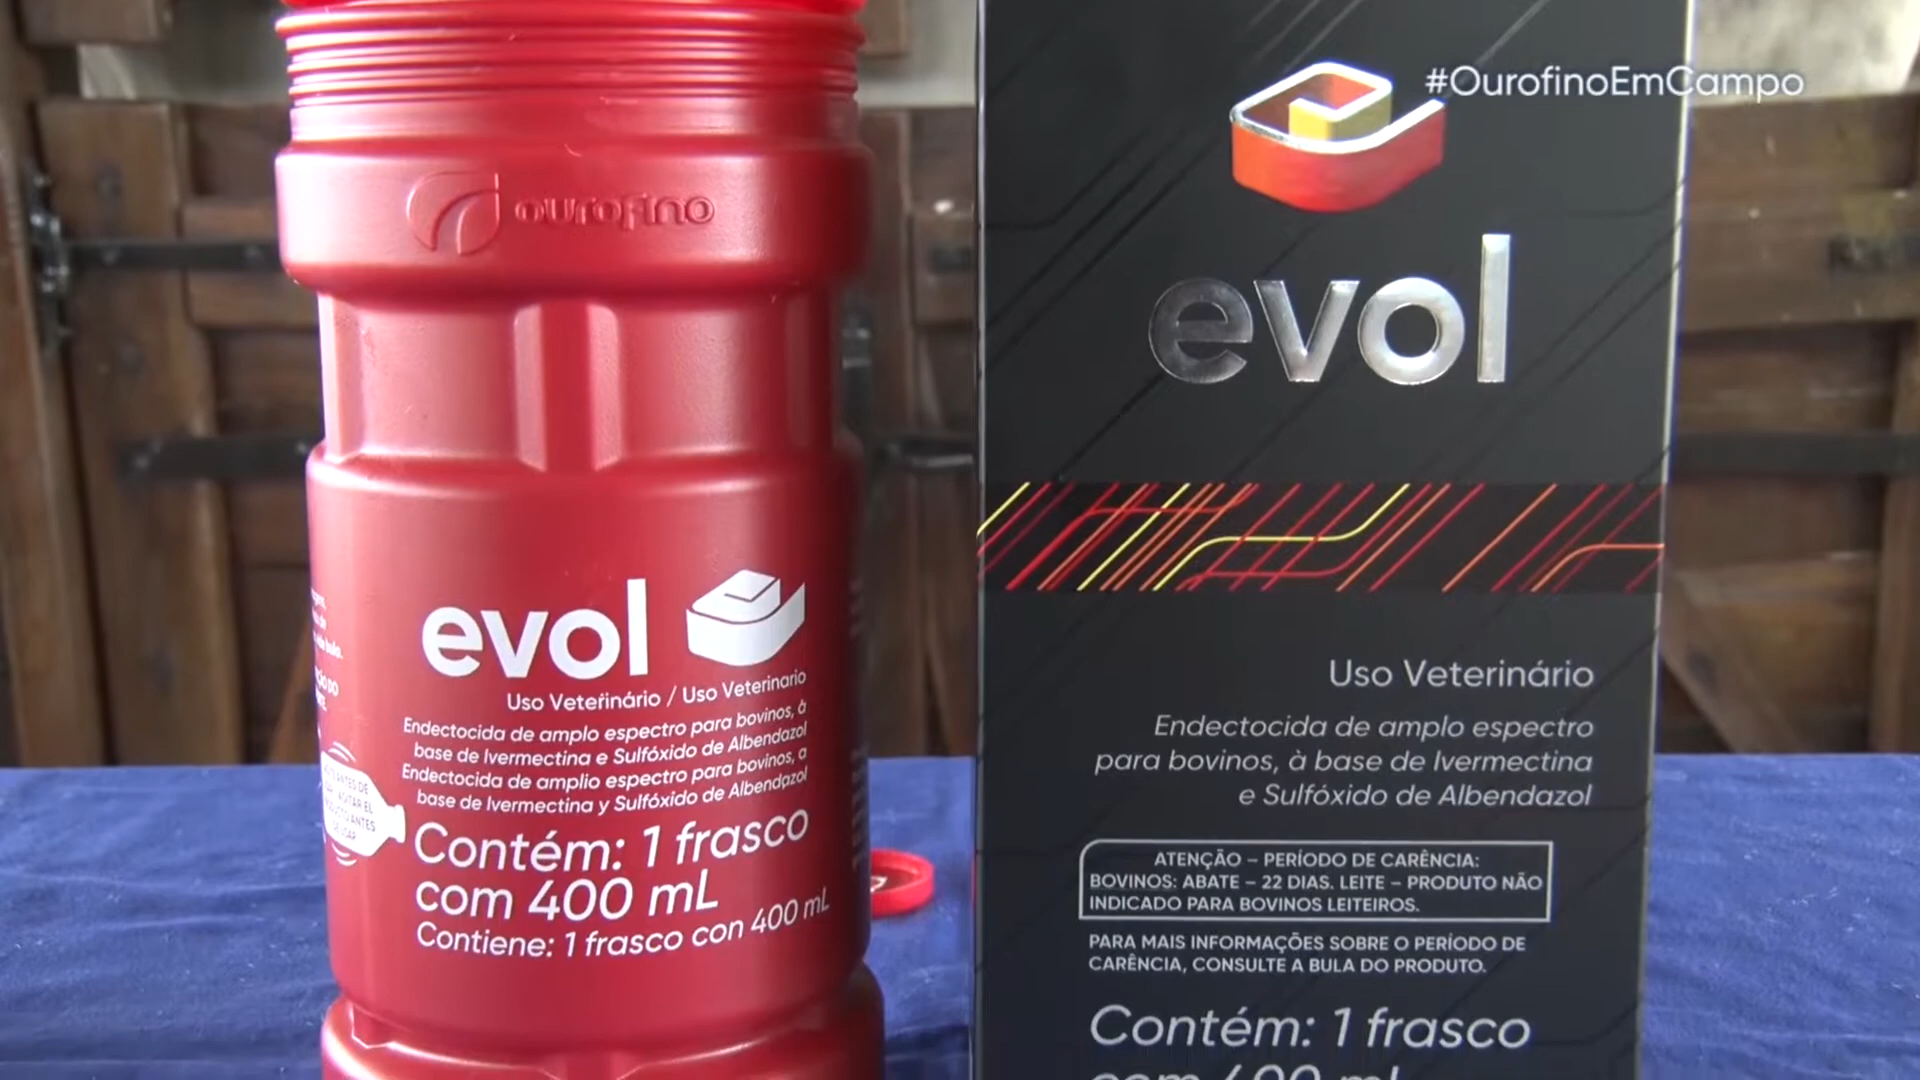 #OurofinoEmCampo
ourofino
evol
Uso Veterinário / Uso Veterinario
Endectocida de amplo espectro para bovinos, à
base de Ivermectina e Sulfóxido de Albendazol
Endectocida de amplio espectro para bovinos, a
base de Ivermectina y Sulfóxido de Albendazol
Contém: 1 frasco
com 400 mL
Contiene: 1 frasco con 400 mL
evol
Uso Veterinário
Endectocida de amplo espectro
para bovinos, à base de Ivermectina
e Sulfóxido de Albendazol
ATENÇÃO – PERÍODO DE CARÊNCIA:
BOVINOS: ABATE – 22 DIAS. LEITE – PRODUTO NÃO
INDICADO PARA BOVINOS LEITEIROS.
PARA MAIS INFORMAÇÕES SOBRE O PERÍODO DE
CARÊNCIA, CONSULTE A BULA DO PRODUTO.
Contém: 1 frasco
com 400 mL